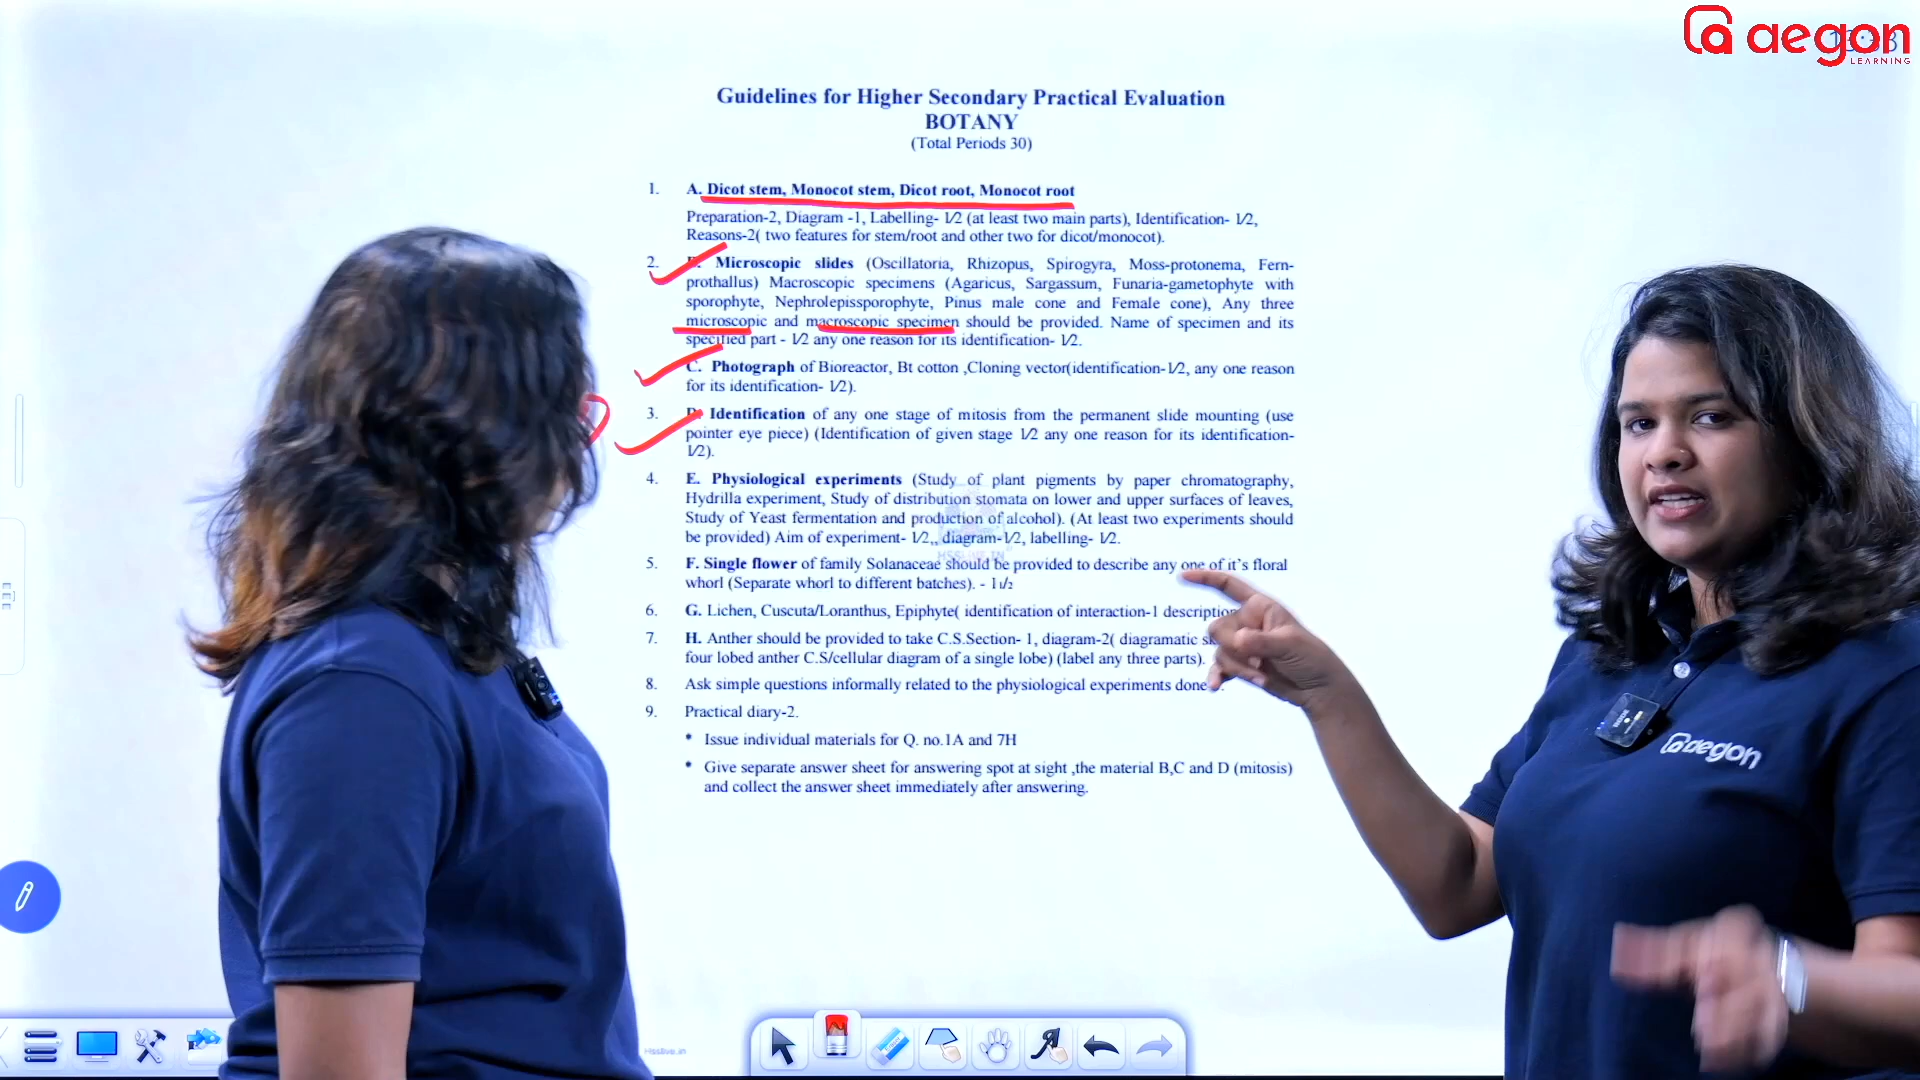 aegon
LEARNING
Guidelines for Higher Secondary Practical Evaluation
BOTANY
(Total Periods 30)
1. A. Dicot stem, Monocot stem, Dicot root, Monocot root
Preparation-2, Diagram -1, Labelling- 1/2 (at least two main parts), Identification- 1/2,
Reasons-2( two features for stem/root and other two for dicot/monocot).
2. Microscopic slides (Oscillatoria, Rhizopus, Spirogyra, Moss-protonema, Fern-
prothallus) Macroscopic specimens (Agaricus, Sargassum, Funaria-gametophyte with
sporophyte, Nephrolepissporophyte, Pinus male cone and Female cone), Any three
microscopic and macroscopic specimen should be provided. Name of specimen and its
specified part - 1/2 any one reason for its identification- 1/2.
C. Photograph of Bioreactor, Bt cotton ,Cloning vector(identification-1/2, any one reason
for its identification- 1/2).
3. D. Identification of any one stage of mitosis from the permanent slide mounting (use
pointer eye piece) (Identification of given stage 1/2 any one reason for its identification-
1/2).
4. E. Physiological experiments (Study of plant pigments by paper chromatography,
Hydrilla experiment, Study of distribution stomata on lower and upper surfaces of leaves,
Study of Yeast fermentation and production of alcohol). (At least two experiments should
be provided) Aim of experiment- 1/2,, diagram-1/2, labelling- 1/2.
5. F. Single flower of family Solanaceae should be provided to describe any one of it's floral
whorl (Separate whorl to different batches). - 1 1/2
6. G. Lichen, Cuscuta/Loranthus, Epiphyte( identification of interaction-1 description
7. H. Anther should be provided to take C.S.Section- 1, diagram-2( diagramatic
four lobed anther C.S/cellular diagram of a single lobe) (label any three parts).
8. Ask simple questions informally related to the physiological experiments done
9. Practical diary-2.
• Issue individual materials for Q. no.1A and 7H
• Give separate answer sheet for answering spot at sight ,the material B,C and D (mitosis)
and collect the answer sheet immediately after answering.
HSSLIVE.IN
aegon
Hsslive.in